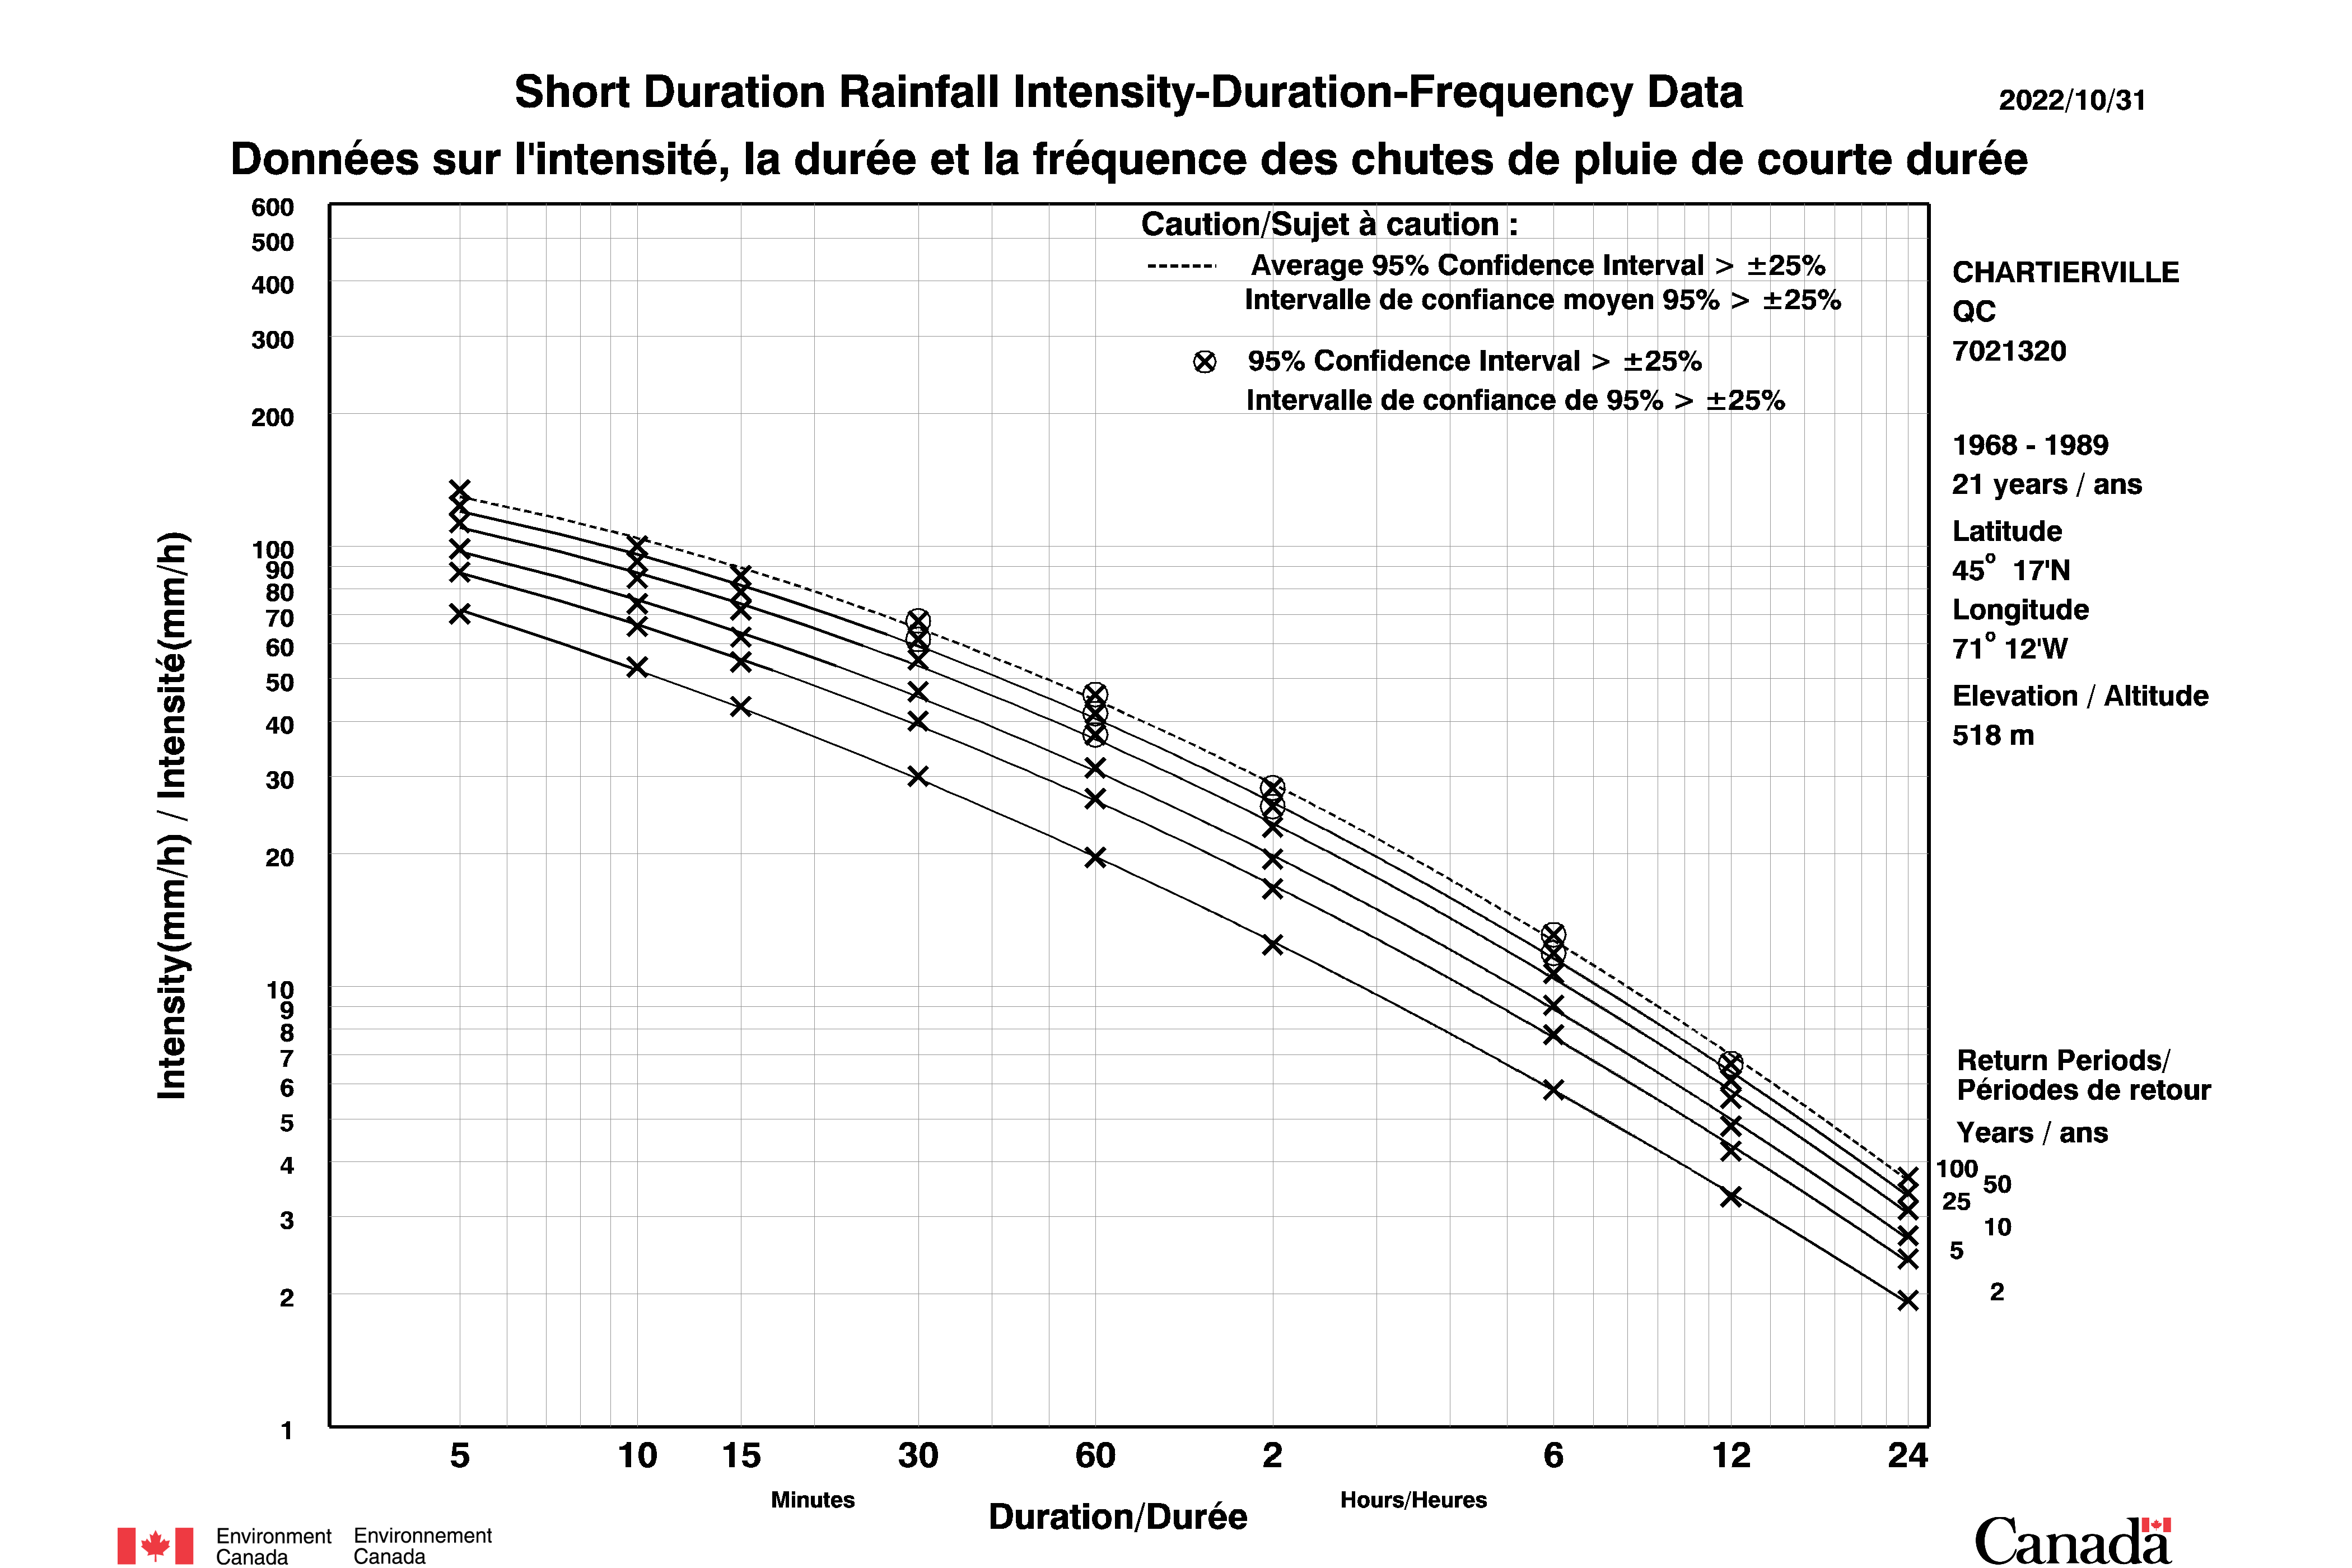 Short Duration Rainfall Intensity-Duration-Frequency Data
2022/10/31
Données sur l'intensité, la durée et la fréquence des chutes de pluie de courte durée
Caution/Sujet à caution :
Average 95% Confidence Interval > ±25%
Intervalle de confiance moyen 95% > ±25%
95% Confidence Interval > ±25%
Intervalle de confiance de 95% > ±25%
CHARTIERVILLE
QC
7021320
1968 - 1989
21 years / ans
Latitude
45° 17'N
Longitude
71° 12'W
Elevation / Altitude
518 m
Return Periods/
Périodes de retour
Years / ans
100
50
25
10
5
2
Intensity(mm/h) / Intensité(mm/h)
600
500
400
300
200
100
90
80
70
60
50
40
30
20
10
9
8
7
6
5
4
3
2
1
5 10 15 30 60 2 6 12 24
Minutes
Hours/Heures
Duration/Durée
Environment
Canada
Environnement
Canada
Canada